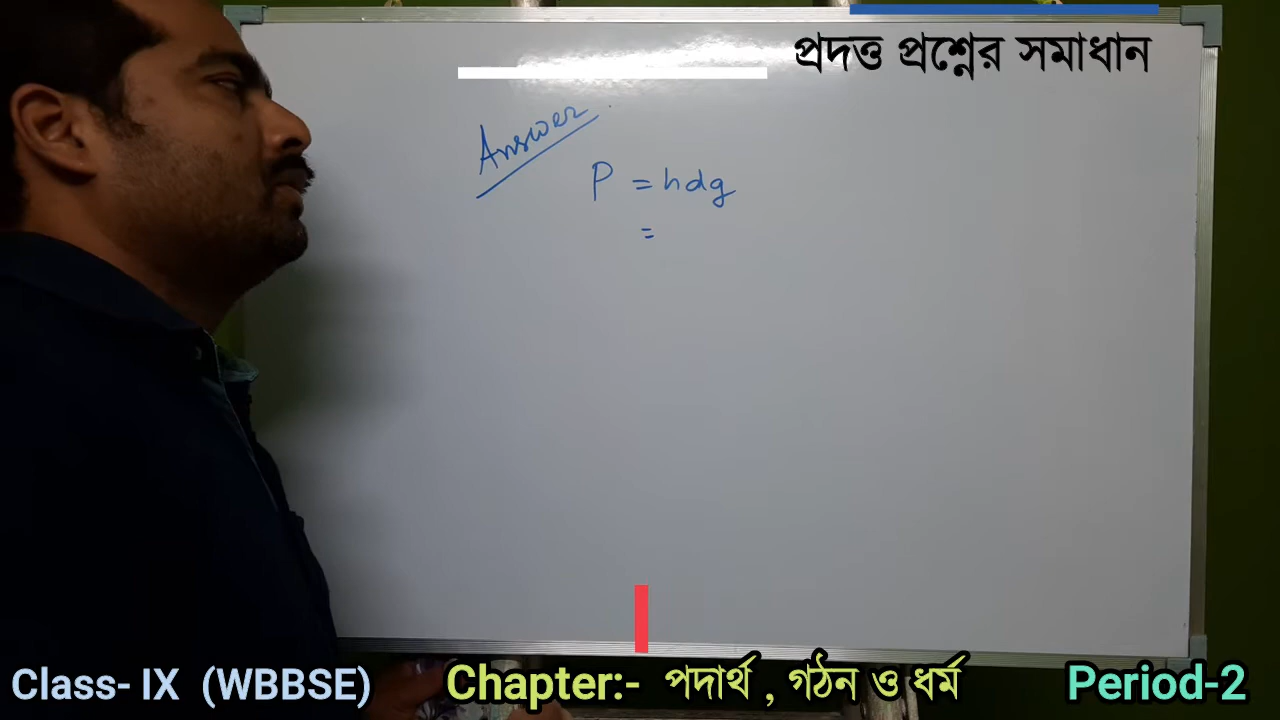 প্রদত্ত প্রশ্নের সমাধান
Answer
P = hdg
=
Class- IX (WBBSE)
Chapter:- পদার্থ , গঠন ও ধর্ম
Period-2